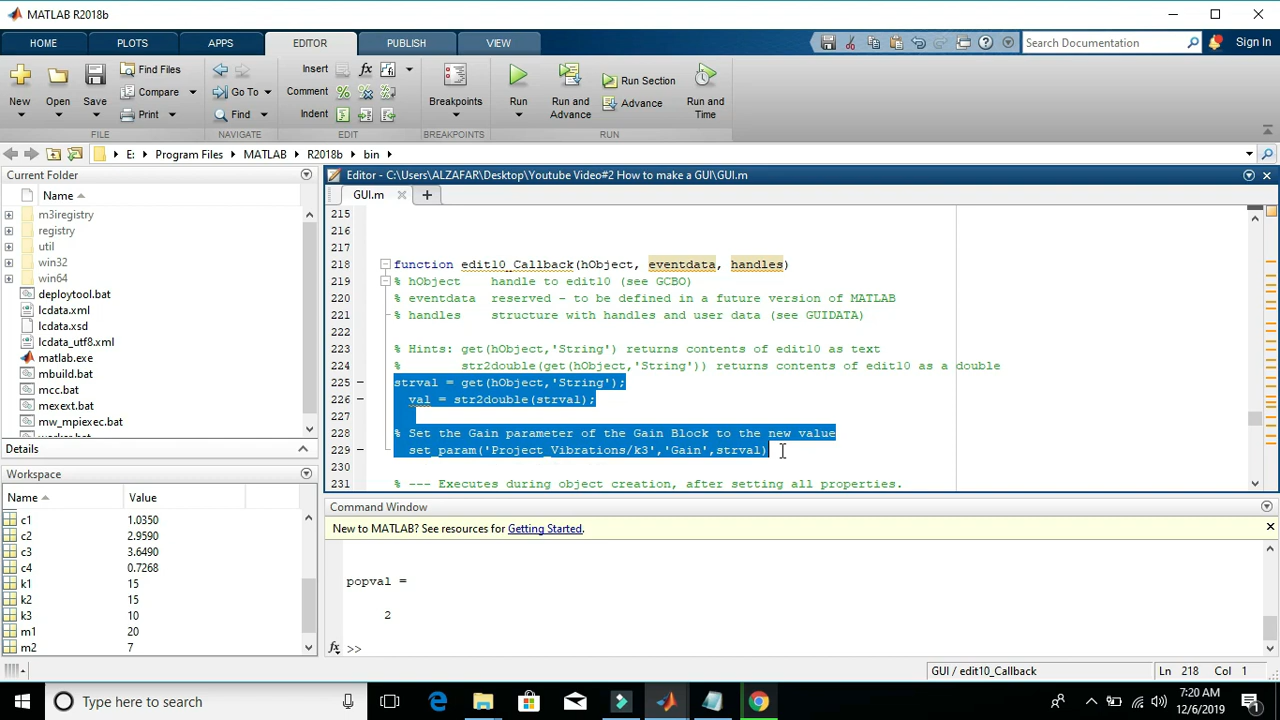 MATLAB R2018b
HOME PLOTS APPS EDITOR PUBLISH VIEW
Search Documentation
Sign In
New
Open
Save
Find Files
Compare
Print
FILE
Go To
Find
NAVIGATE
Insert fx
Comment
Indent
EDIT
Breakpoints
BREAKPOINTS
Run
Run and Advance
Run Section
Advance
Run and Time
RUN
E: ▸ Program Files ▸ MATLAB ▸ R2018b ▸ bin ▸
Current Folder
Name
m3iregistry
registry
util
win32
win64
deploytool.bat
lcdata.xml
lcdata.xsd
lcdata_utf8.xml
matlab.exe
mbuild.bat
mcc.bat
mexext.bat
mw_mpiexec.bat
Details
Workspace
Name Value
c1 1.0350
c2 2.9590
c3 3.6490
c4 0.7268
k1 15
k2 15
k3 10
m1 20
m2 7
Editor - C:\Users\ALZAFAR\Desktop\Youtube Video#2 How to make a GUI\GUI.m
GUI.m
215
216
217
218 function edit10_Callback(hObject, eventdata, handles)
219 % hObject    handle to edit10 (see GCBO)
220 % eventdata  reserved - to be defined in a future version of MATLAB
221 % handles    structure with handles and user data (see GUIDATA)
222
223 % Hints: get(hObject,'String') returns contents of edit10 as text
224 %        str2double(get(hObject,'String')) returns contents of edit10 as a double
225 strval = get(hObject,'String');
226 val = str2double(strval);
227
228 % Set the Gain parameter of the Gain Block to the new value
229 set_param('Project_Vibrations/k3','Gain',strval)
230
231 % --- Executes during object creation, after setting all properties.
Command Window
New to MATLAB? See resources for Getting Started.
popval =
2
fx >>
GUI / edit10_Callback
Ln 218 Col 1
Type here to search
7:20 AM
12/6/2019
1